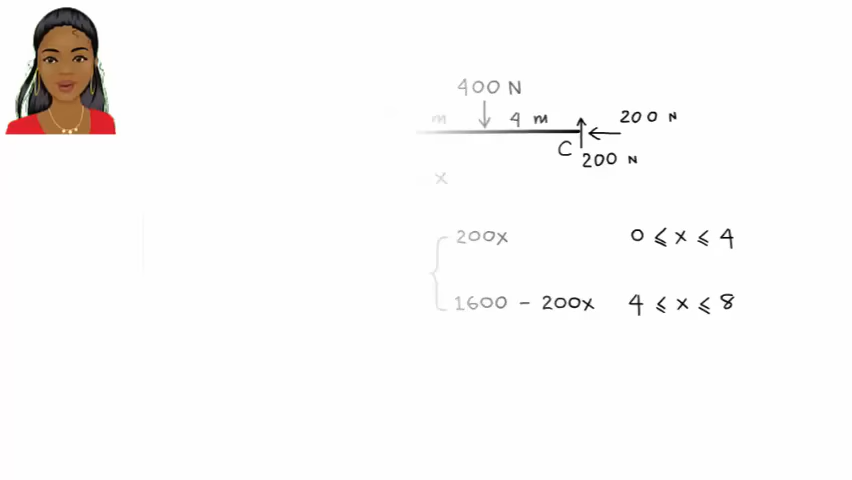 400 N
m 4 m 200 N
C 200 N
x
200x 0 ⩽ x ⩽ 4
1600 - 200x 4 ⩽ x ⩽ 8